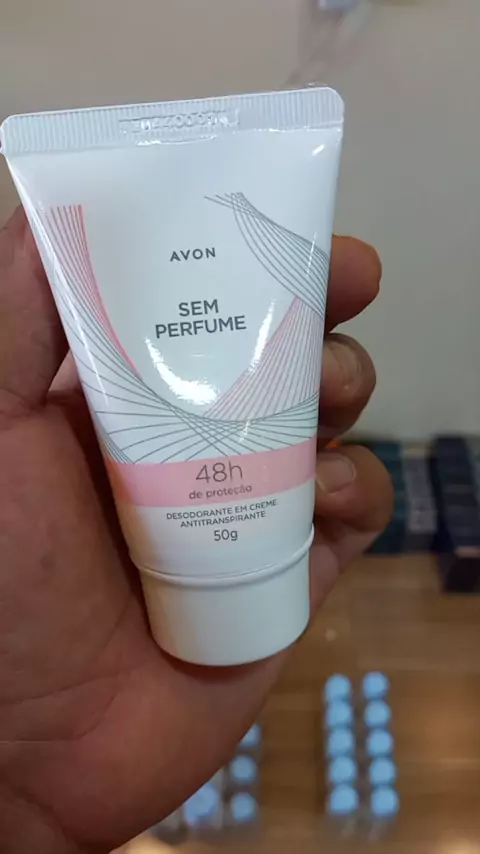 AVON
SEM
PERFUME
48h
de proteção
DESODORANTE EM CREME
ANTITRANSPIRANTE
50g